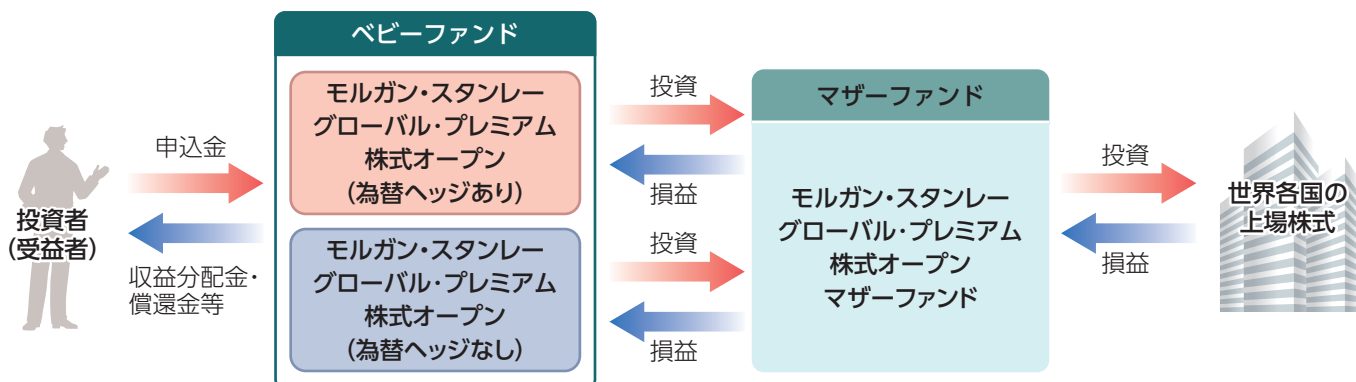 投資者
(受益者)
申込金
収益分配金・
償還金等
ベビーファンド
モルガン・スタンレー
グローバル・プレミアム
株式オープン
(為替ヘッジあり)
モルガン・スタンレー
グローバル・プレミアム
株式オープン
(為替ヘッジなし)
投資
損益
投資
損益
マザーファンド
モルガン・スタンレー
グローバル・プレミアム
株式オープン
マザーファンド
投資
損益
世界各国の
上場株式